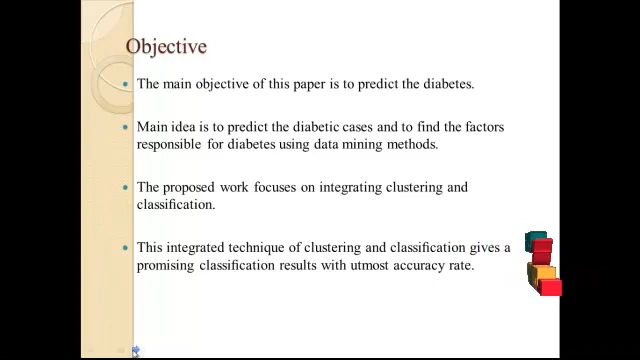 Objective
The main objective of this paper is to predict the diabetes.
Main idea is to predict the diabetic cases and to find the factors
responsible for diabetes using data mining methods.
The proposed work focuses on integrating clustering and
classification.
This integrated technique of clustering and classification gives a
promising classification results with utmost accuracy rate.